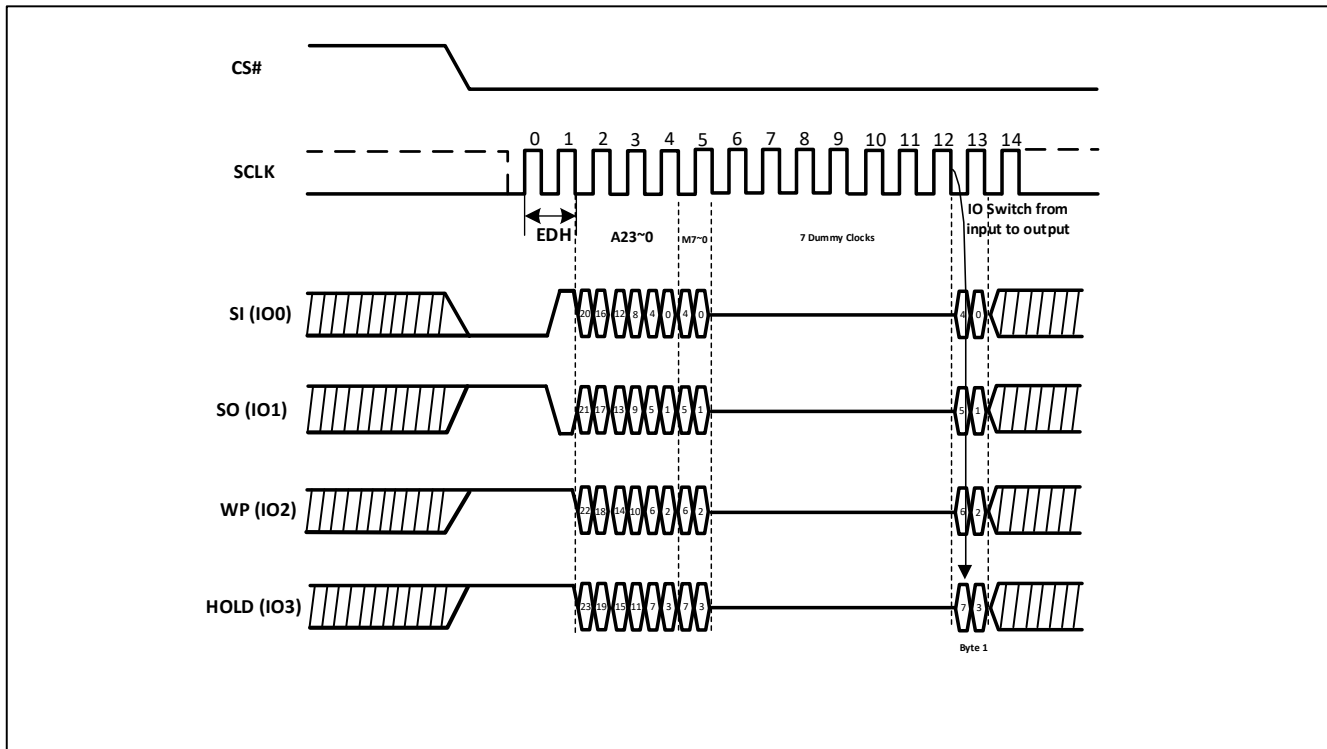 CS#
0 1 2 3 4 5 6 7 8 9 10 11 12 13 14
SCLK
IO Switch from
input to output
EDH A23~0 M7~0 7 Dummy Clocks
SI (IO0) 20 16 12 8 4 0 4 0 4 0
SO (IO1) 21 17 13 9 5 1 5 1 5 1
WP (IO2) 22 18 14 10 6 2 6 2 6 2
HOLD (IO3) 23 19 15 11 7 3 7 3 7 3
Byte 1